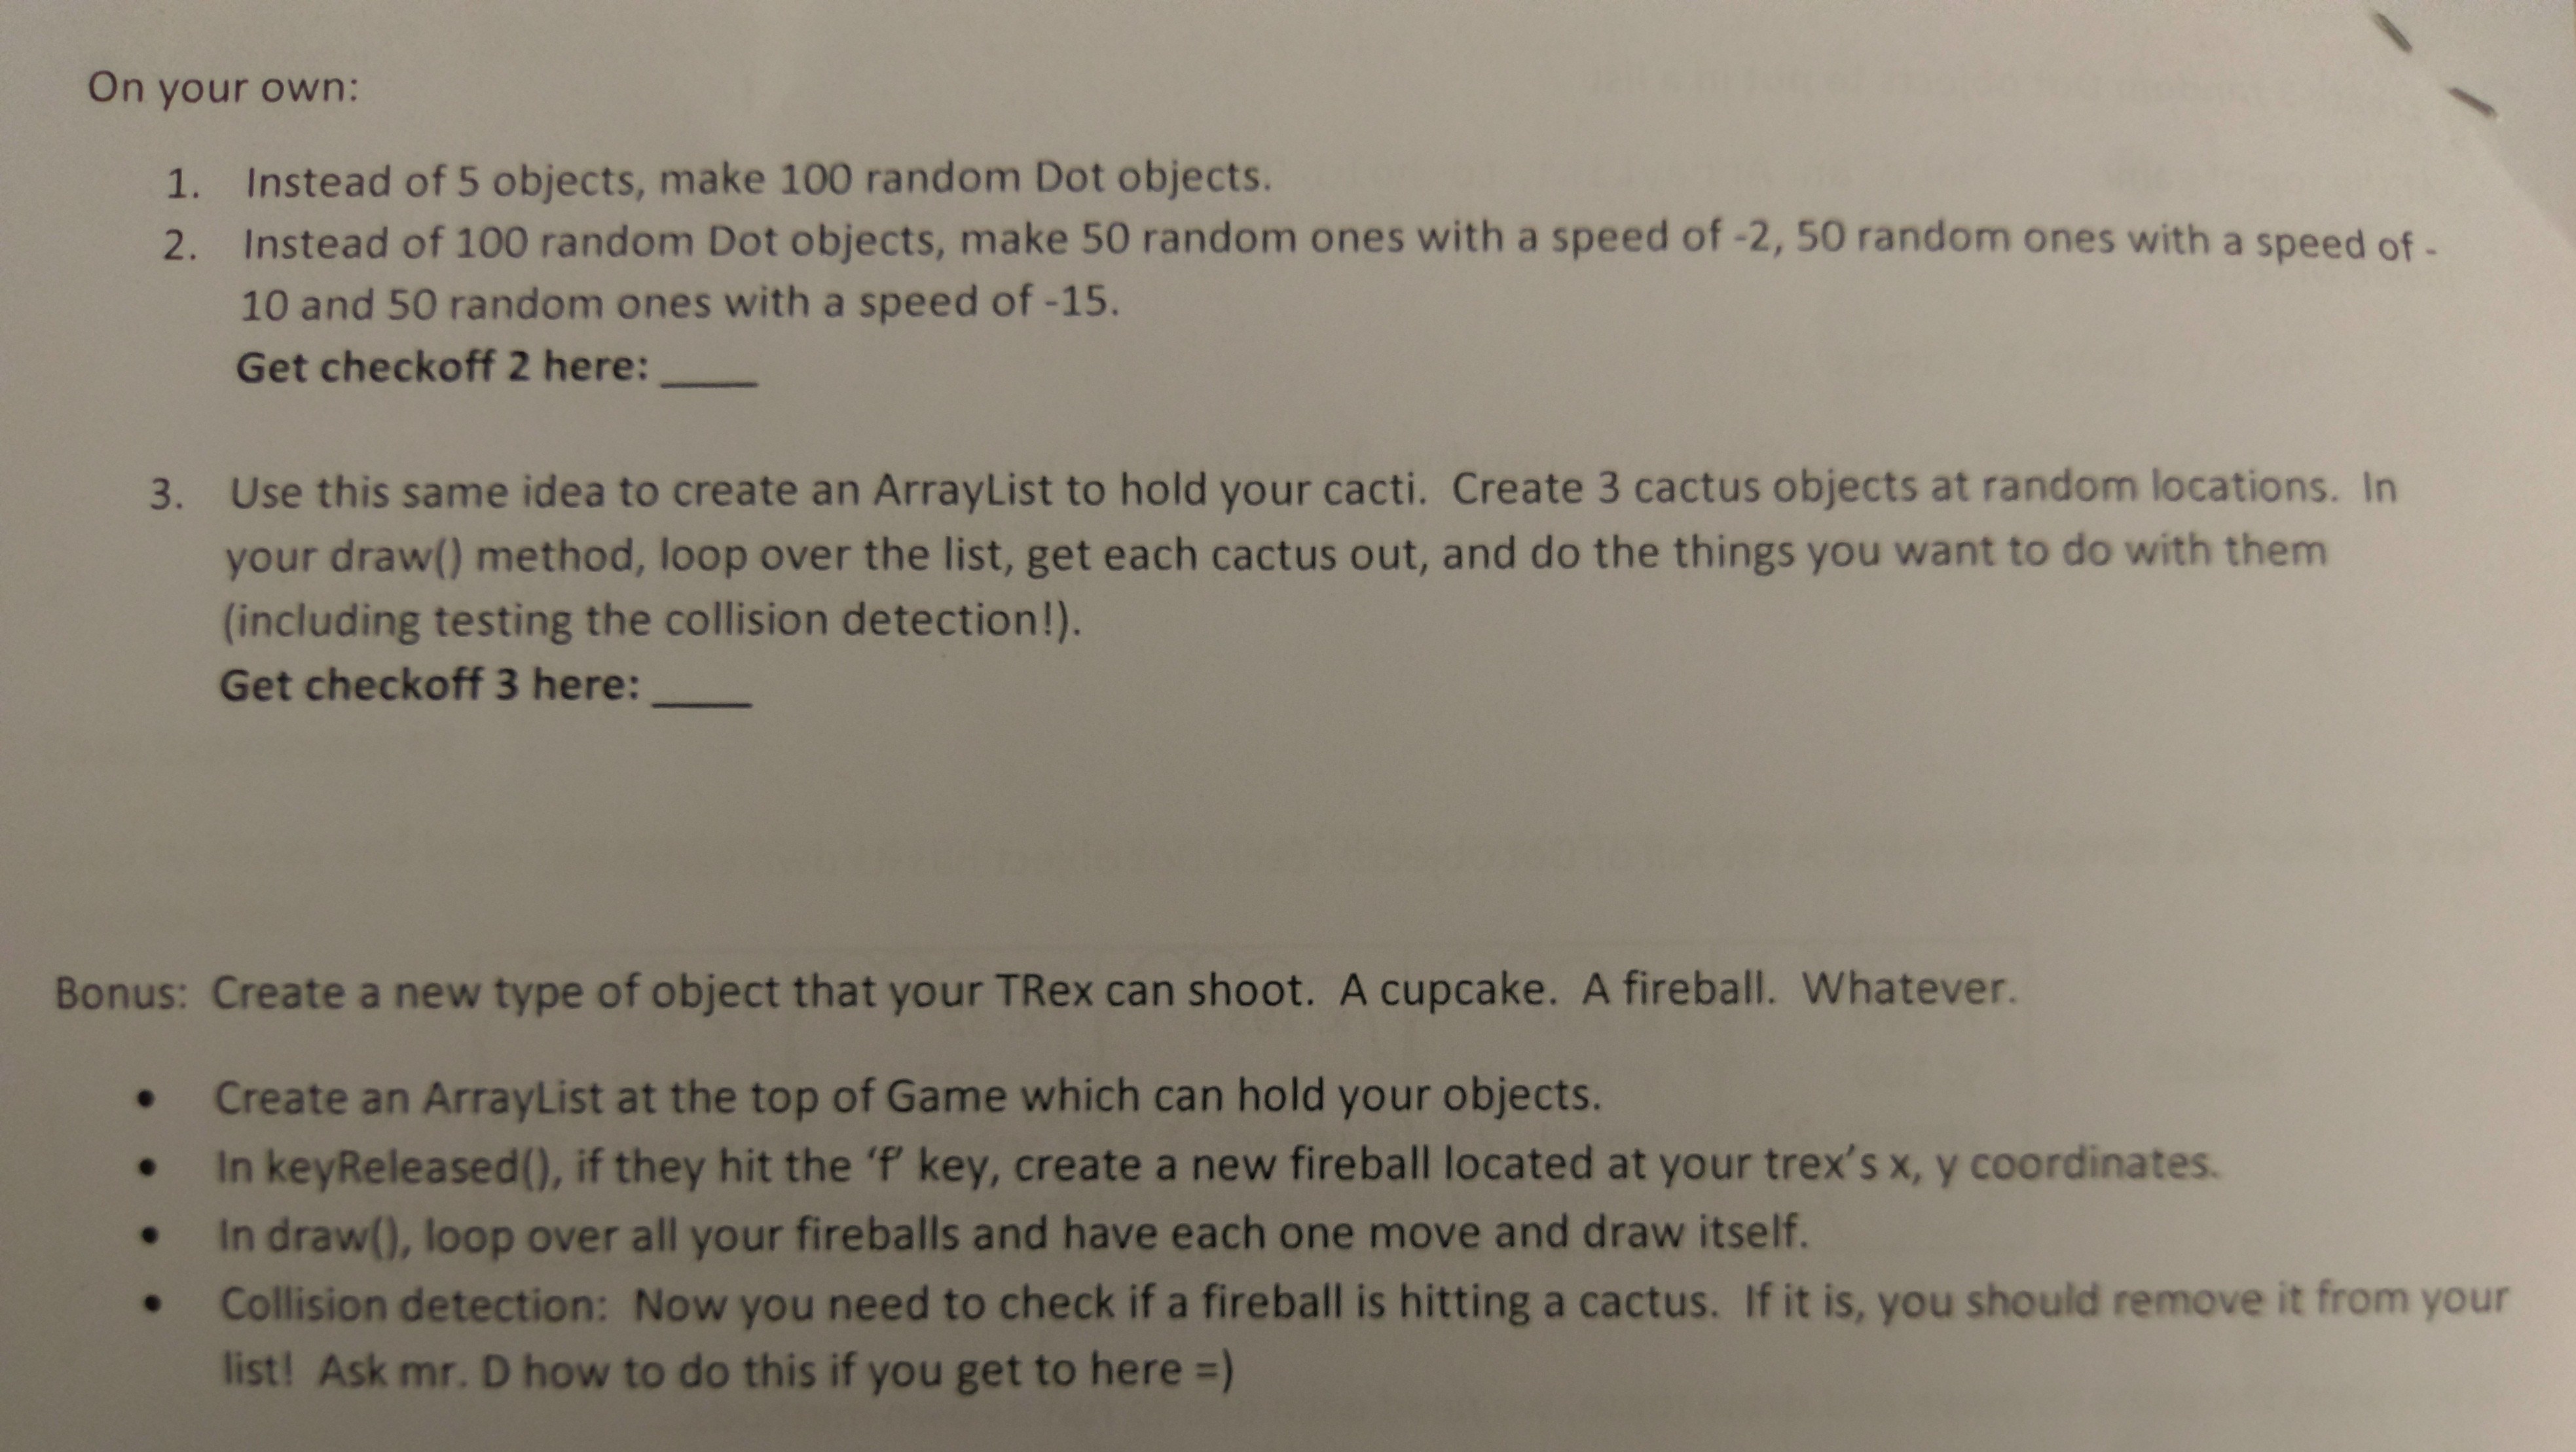 On your own:
1. Instead of 5 objects, make 100 random Dot objects.
2. Instead of 100 random Dot objects, make 50 random ones with a speed of -2, 50 random ones with a speed of -
10 and 50 random ones with a speed of -15.
Get checkoff 2 here: ____
3. Use this same idea to create an ArrayList to hold your cacti. Create 3 cactus objects at random locations. In
your draw() method, loop over the list, get each cactus out, and do the things you want to do with them
(including testing the collision detection!).
Get checkoff 3 here: ____
Bonus: Create a new type of object that your TRex can shoot. A cupcake. A fireball. Whatever.
• Create an ArrayList at the top of Game which can hold your objects.
• In keyReleased(), if they hit the ‘f’ key, create a new fireball located at your trex’s x, y coordinates.
• In draw(), loop over all your fireballs and have each one move and draw itself.
• Collision detection: Now you need to check if a fireball is hitting a cactus. If it is, you should remove it from your
list! Ask mr. D how to do this if you get to here =)